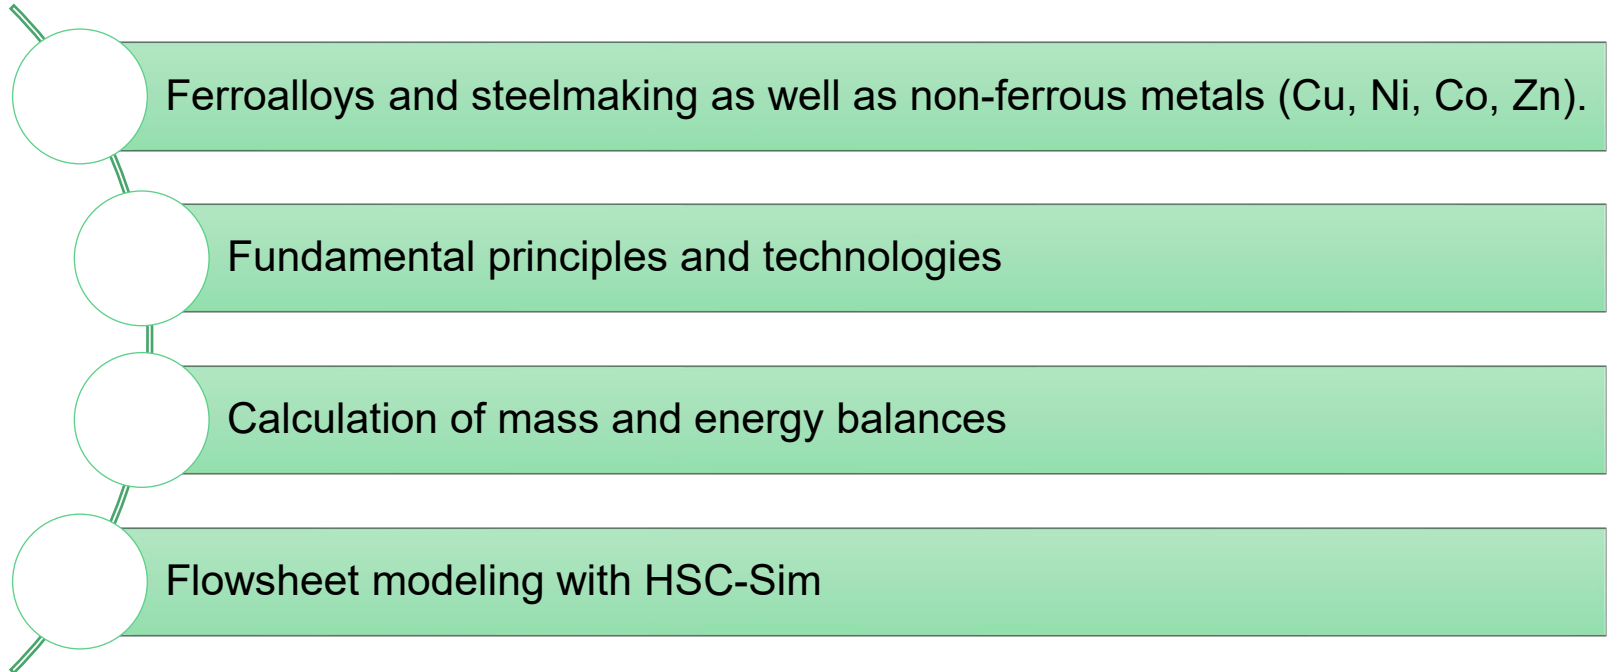 Ferroalloys and steelmaking as well as non-ferrous metals (Cu, Ni, Co, Zn).
Fundamental principles and technologies
Calculation of mass and energy balances
Flowsheet modeling with HSC-Sim